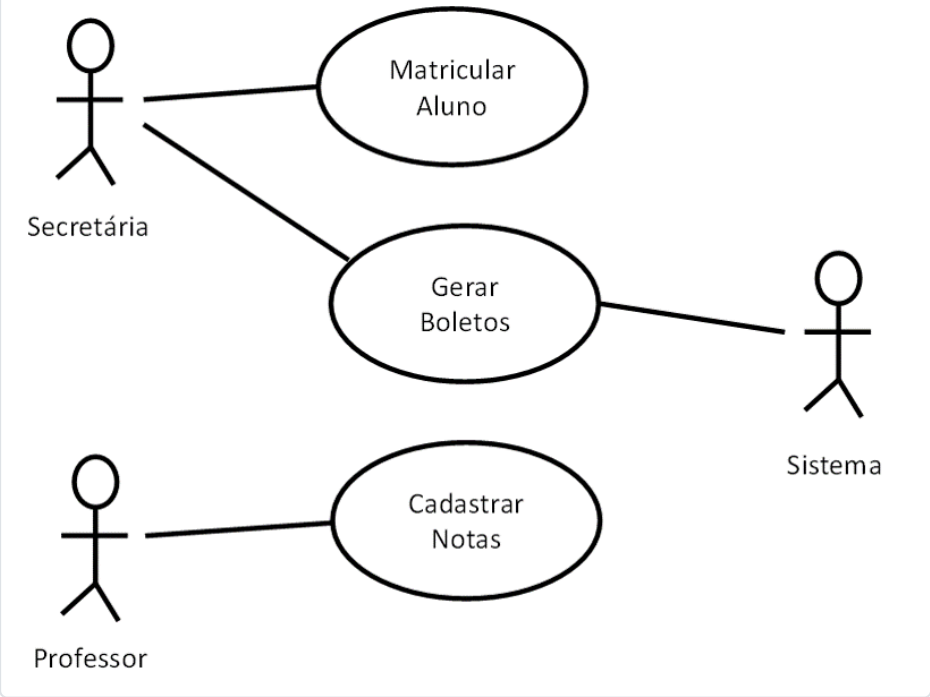 Matricular
Aluno
Secretária
Gerar
Boletos
Sistema
Cadastrar
Notas
Professor